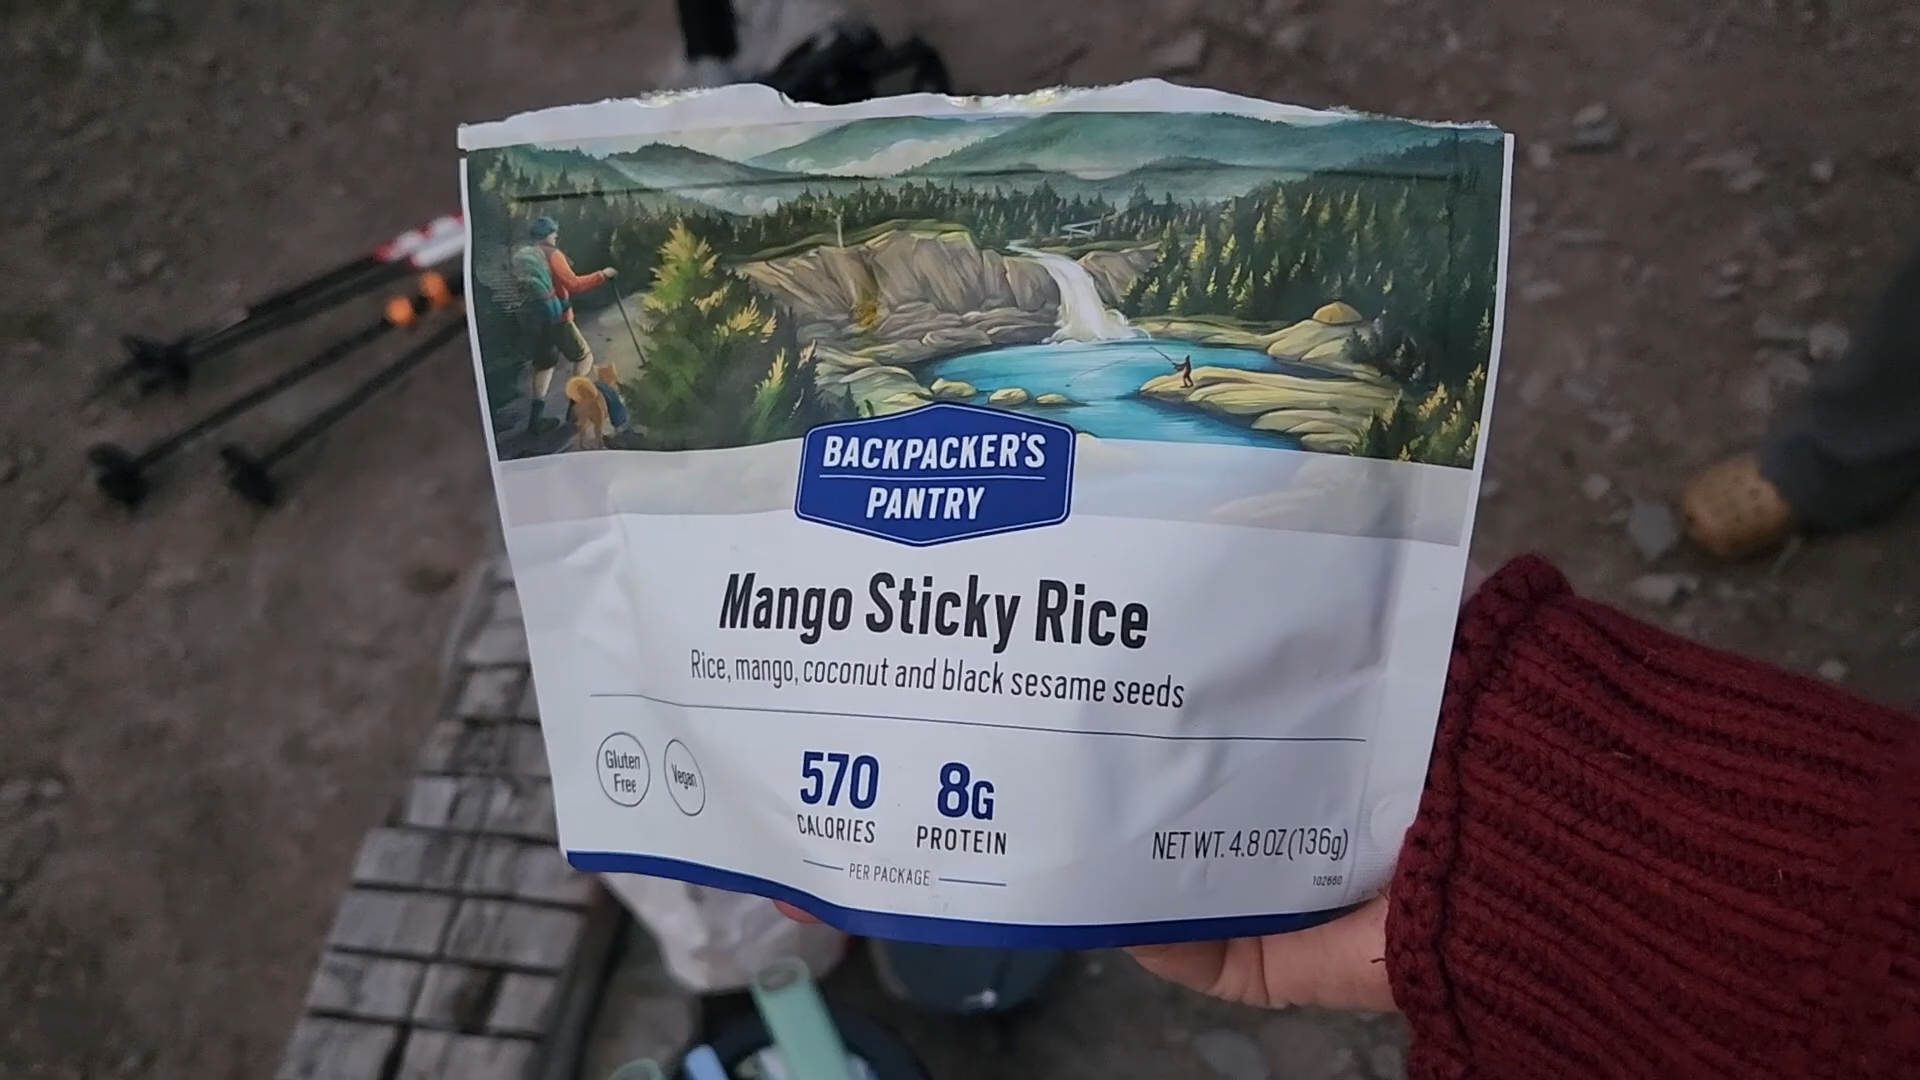 BACKPACKER'S
PANTRY
Mango Sticky Rice
Rice, mango, coconut and black sesame seeds
Gluten
Free
Vegan
570
CALORIES
8G
PROTEIN
PER PACKAGE
NET WT. 4.8 OZ (136g)
102660